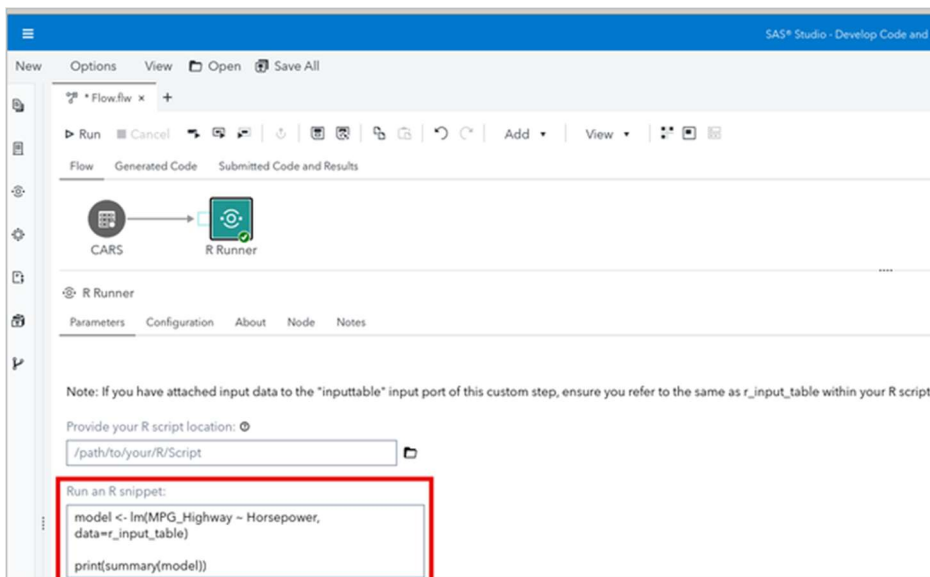 SAS® Studio - Develop Code and
New Options View Open Save All
* Flow.flw × +
Run Cancel Add View
Flow Generated Code Submitted Code and Results
CARS R Runner
R Runner
Parameters Configuration About Node Notes
Note: If you have attached input data to the "inputtable" input port of this custom step, ensure you refer to the same as r_input_table within your R script
Provide your R script location:
/path/to/your/R/Script
Run an R snippet:
model <- lm(MPG_Highway ~ Horsepower,
data=r_input_table)
print(summary(model))